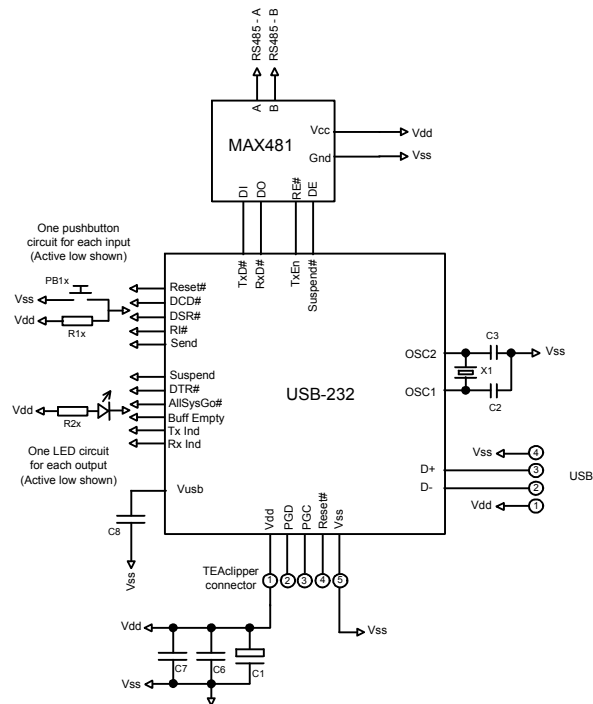 RS485 - A
RS485 - B
A
B
MAX481
Vcc
Gnd
Vdd
Vss
DI
DO
RE#
DE
One pushbutton
circuit for each input
(Active low shown)
PB1x
Vss
Vdd
R1x
TxD#
RxD#
TxEn
Suspend#
Reset#
DCD#
DSR#
RI#
Send
Suspend
DTR#
AllSysGo#
Buff Empty
Tx Ind
Rx Ind
Vdd
R2x
One LED circuit
for each output
(Active low shown)
USB-232
OSC2
OSC1
C3
X1
C2
Vss
Vusb
C8
Vss
D+
D-
Vss
Vdd
4
3
2
1
USB
Vdd
PGD
PGC
Reset#
Vss
TEAclipper
connector
1
2
3
4
5
Vdd
Vss
C7
C6
C1
Vss